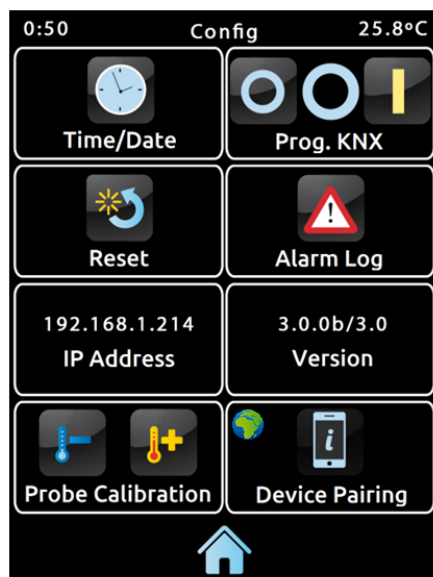 0:50 Config 25.8ºC
Time/Date Prog. KNX
Reset Alarm Log
192.168.1.214 3.0.0b/3.0
IP Address Version
Probe Calibration Device Pairing